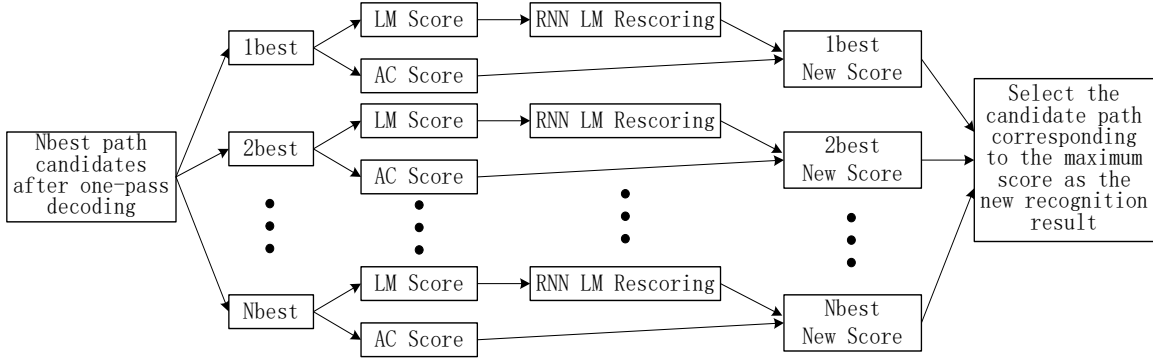 Nbest path
candidates
after one-pass
decoding
1best
LM Score
RNN LM Rescoring
AC Score
1best
New Score
2best
LM Score
RNN LM Rescoring
AC Score
2best
New Score
Nbest
LM Score
RNN LM Rescoring
AC Score
Nbest
New Score
Select the
candidate path
corresponding
to the maximum
score as the
new recognition
result